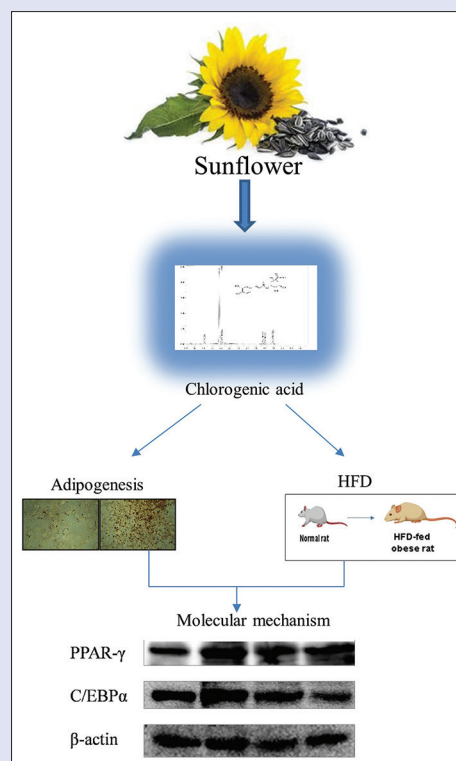 Sunflower
Chlorogenic acid
Adipogenesis
HFD
Normal rat
HFD-fed
obese rat
Molecular mechanism
PPAR-γ
C/EBPα
β-actin